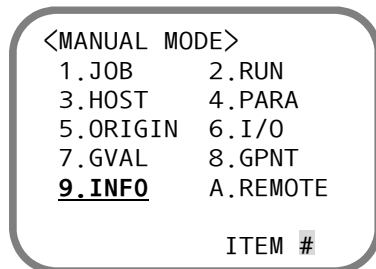 <MANUAL MODE>
1.JOB 2.RUN
3.HOST 4.PARA
5.ORIGIN 6.I/O
7.GVAL 8.GPNT
9.INFO A.REMOTE
ITEM #